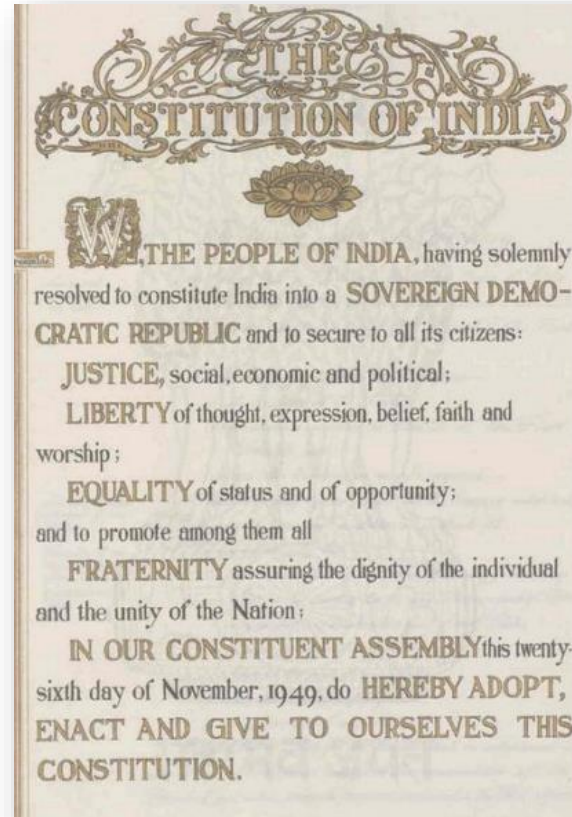 THE
CONSTITUTION OF INDIA
WE, THE PEOPLE OF INDIA, having solemnly
resolved to constitute India into a SOVEREIGN DEMO-
CRATIC REPUBLIC and to secure to all its citizens:
JUSTICE, social, economic and political;
LIBERTY of thought, expression, belief, faith and
worship;
EQUALITY of status and of opportunity;
and to promote among them all
FRATERNITY assuring the dignity of the individual
and the unity of the Nation;
IN OUR CONSTITUENT ASSEMBLY this twenty-
sixth day of November, 1949, do HEREBY ADOPT,
ENACT AND GIVE TO OURSELVES THIS
CONSTITUTION.